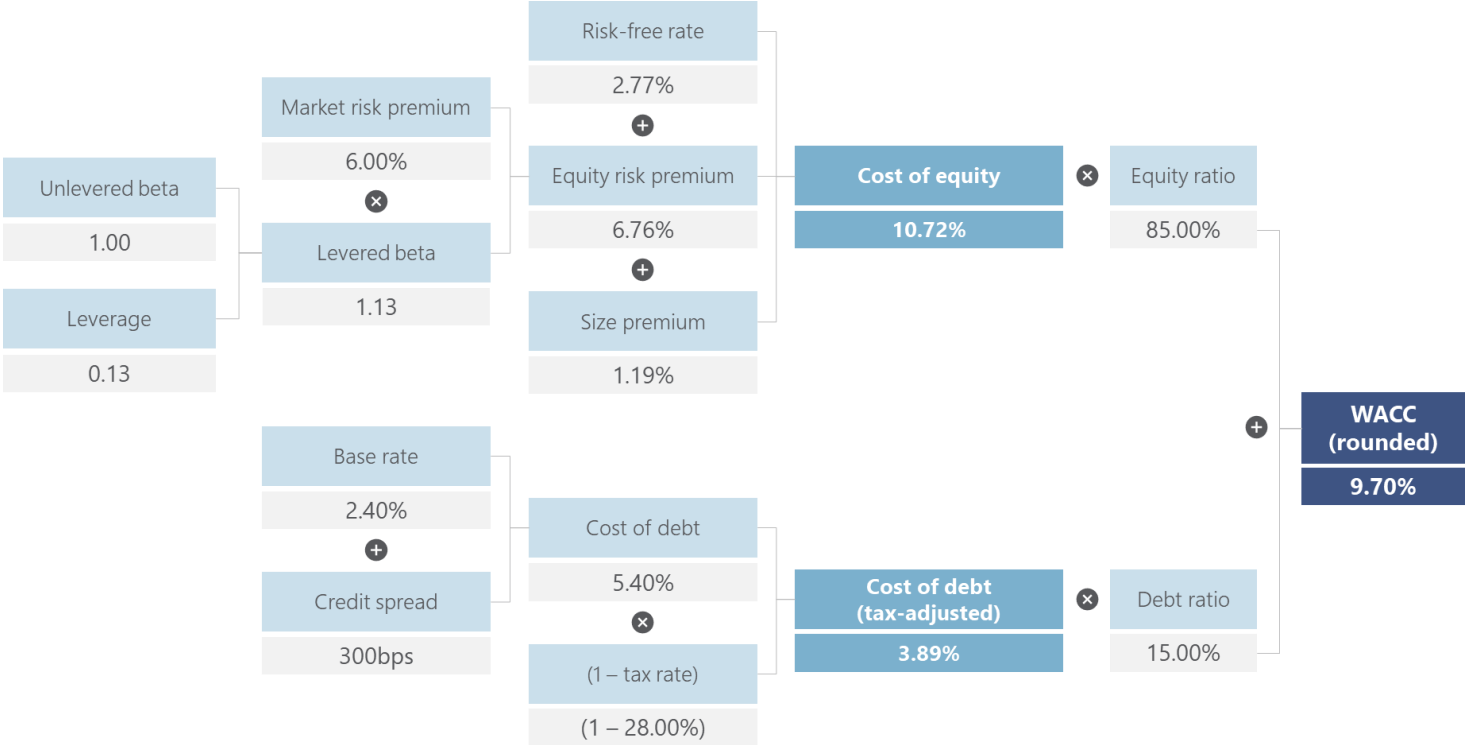 Unlevered beta
1.00
Leverage
0.13
Market risk premium
6.00%
×
Levered beta
1.13
Risk-free rate
2.77%
+
Equity risk premium
6.76%
+
Size premium
1.19%
Cost of equity
10.72%
×
Equity ratio
85.00%
Base rate
2.40%
+
Credit spread
300bps
Cost of debt
5.40%
×
(1 – tax rate)
(1 – 28.00%)
Cost of debt
(tax-adjusted)
3.89%
×
Debt ratio
15.00%
+
WACC
(rounded)
9.70%